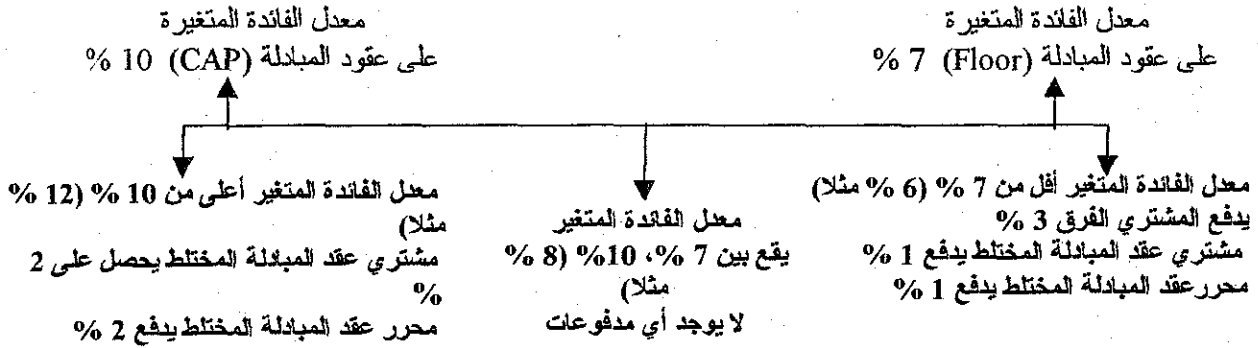 معدل الفائدة المتغيرة
على عقود المبادلة (Floor) 7 %
معدل الفائدة المتغيرة
على عقود المبادلة (CAP) 10 %
معدل الفائدة المتغير أقل من 7 % (6 % مثلا)
يدفع المشتري الفرق 3 %
مشتري عقد المبادلة المختلط يدفع 1 %
محرر عقد المبادلة المختلط يدفع 1 %
معدل الفائدة المتغير
يقع بين 7 %، 10% (8 %
مثلا)
لا يوجد أي مدفوعات
معدل الفائدة المتغير أعلى من 10 % (12 %
مثلا)
مشتري عقد المبادلة المختلط يحصل على 2
%
محرر عقد المبادلة المختلط يدفع 2 %